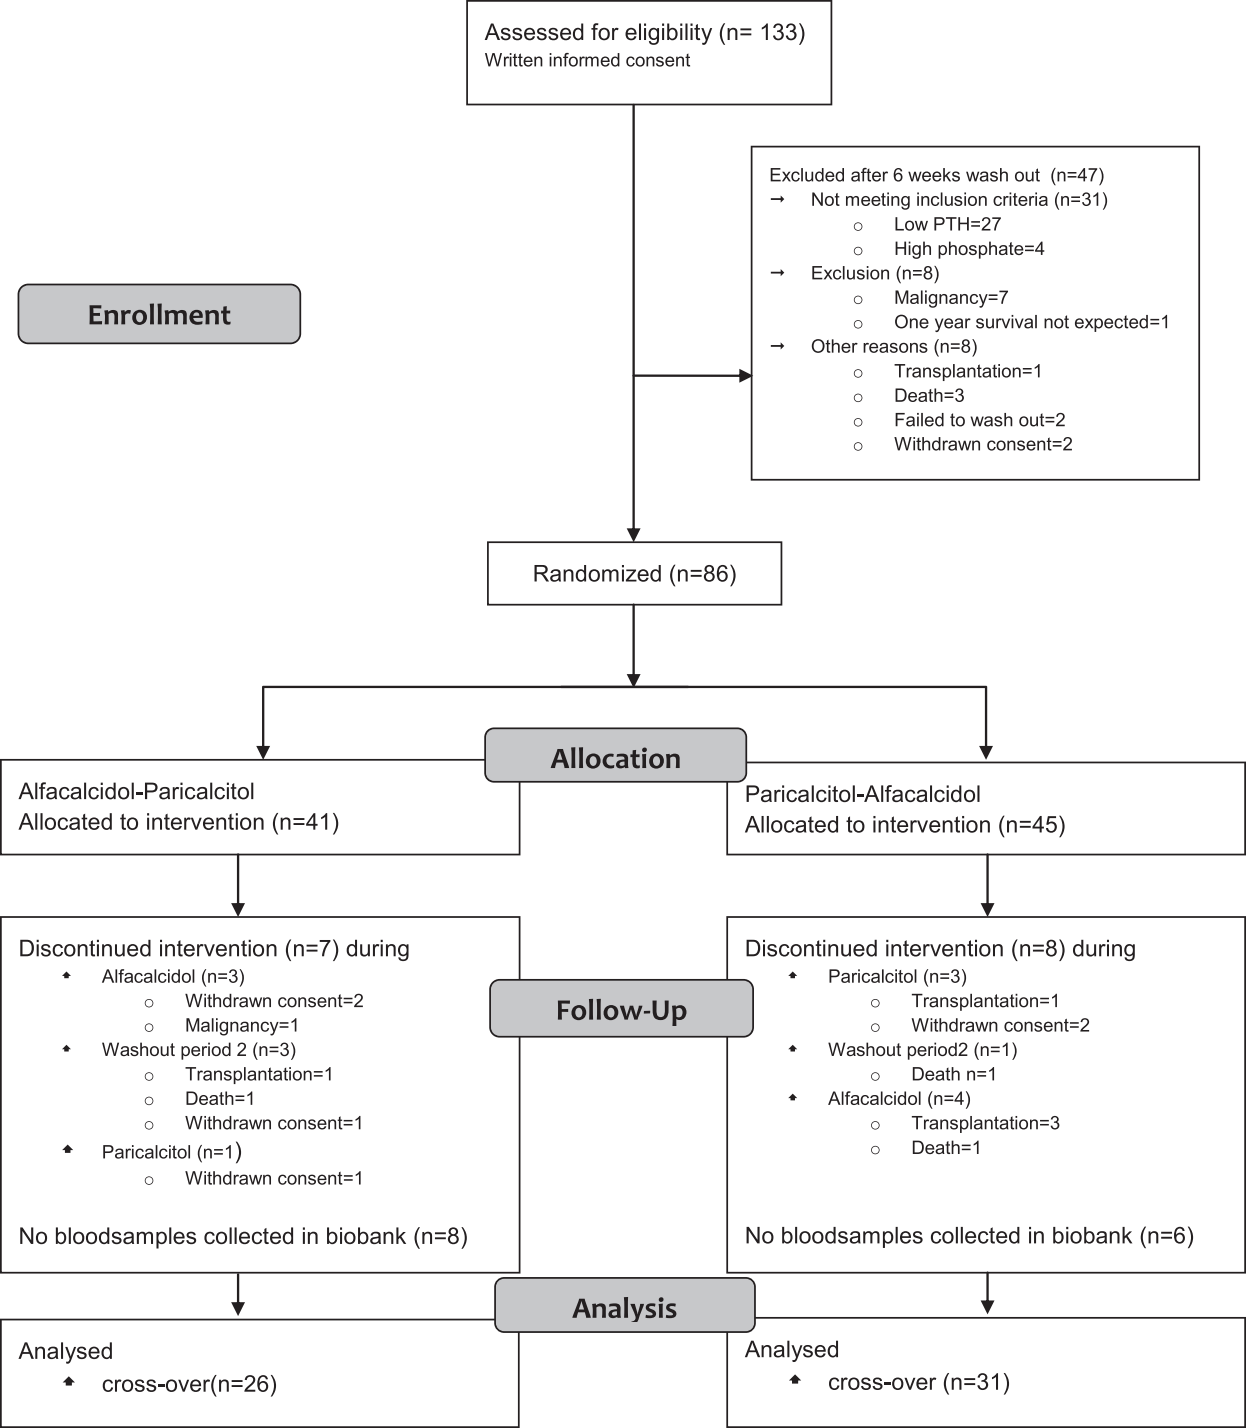 Assessed for eligibility (n= 133)
Written informed consent
Excluded after 6 weeks wash out (n=47)
→ Not meeting inclusion criteria (n=31)
o Low PTH=27
o High phosphate=4
→ Exclusion (n=8)
o Malignancy=7
o One year survival not expected=1
→ Other reasons (n=8)
o Transplantation=1
o Death=3
o Failed to wash out=2
o Withdrawn consent=2
Enrollment
Randomized (n=86)
Allocation
Alfacalcidol-Paricalcitol
Allocated to intervention (n=41)
Paricalcitol-Alfacalcidol
Allocated to intervention (n=45)
Discontinued intervention (n=7) during
Alfacalcidol (n=3)
o Withdrawn consent=2
o Malignancy=1
Washout period 2 (n=3)
o Transplantation=1
o Death=1
o Withdrawn consent=1
Paricalcitol (n=1)
o Withdrawn consent=1
No bloodsamples collected in biobank (n=8)
Follow-Up
Discontinued intervention (n=8) during
Paricalcitol (n=3)
o Transplantation=1
o Withdrawn consent=2
Washout period2 (n=1)
o Death n=1
Alfacalcidol (n=4)
o Transplantation=3
o Death=1
No bloodsamples collected in biobank (n=6)
Analysis
Analysed
cross-over(n=26)
Analysed
cross-over (n=31)